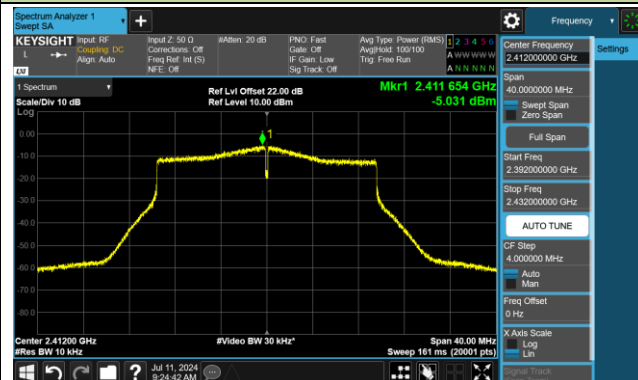 Spectrum Analyzer 1
Swept SA
Frequency
KEYSIGHT
Input: RF
Coupling: DC
Align: Auto
Input Z: 50 Ω
Corrections: Off
Freq Ref: Int (S)
NFE: Off
#Atten: 20 dB
PNO: Fast
Gate: Off
IF Gain: Low
Sig Track: Off
Avg Type: Power (RMS)
Avg|Hold: 100/100
Trig: Free Run
1 2 3 4 5 6
A W W W W W
A N N N N N
L
LXI
1 Spectrum
Scale/Div 10 dB
Log
Ref Lvl Offset 22.00 dB
Ref Level 10.00 dBm
Mkr1 2.411 654 GHz
-5.031 dBm
1
0.00
-10.0
-20.0
-30.0
-40.0
-50.0
-60.0
-70.0
-80.0
Center 2.41200 GHz
#Res BW 10 kHz
#Video BW 30 kHz*
Span 40.00 MHz
Sweep 161 ms (20001 pts)
Center Frequency
2.412000000 GHz
Settings
Span
40.0000000 MHz
Swept Span
Zero Span
Full Span
Start Freq
2.392000000 GHz
Stop Freq
2.432000000 GHz
AUTO TUNE
CF Step
4.000000 MHz
Auto
Man
Freq Offset
0 Hz
X Axis Scale
Log
Lin
Signal Track
Jul 11, 2024
9:24:42 AM